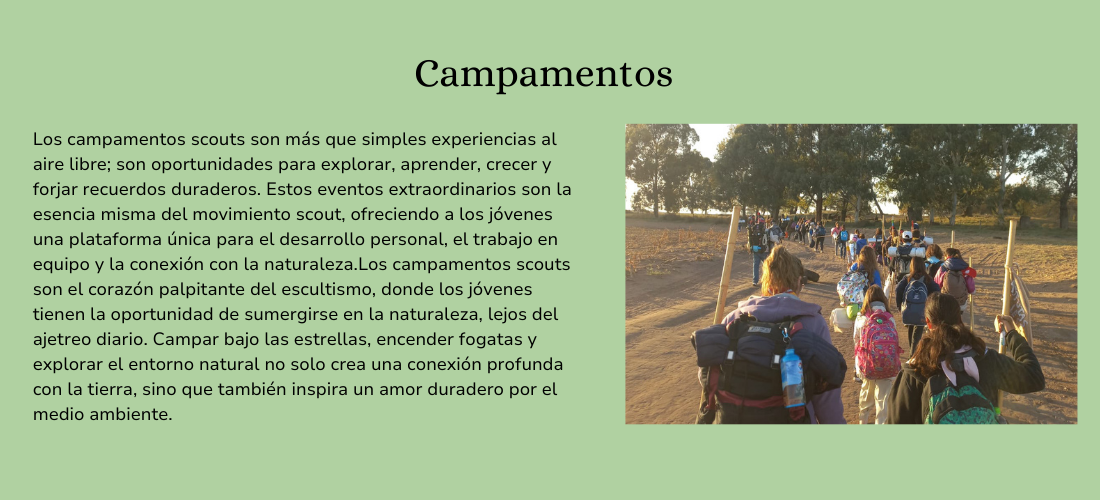 Campamentos
Los campamentos scouts son más que simples experiencias al
aire libre; son oportunidades para explorar, aprender, crecer y
forjar recuerdos duraderos. Estos eventos extraordinarios son la
esencia misma del movimiento scout, ofreciendo a los jóvenes
una plataforma única para el desarrollo personal, el trabajo en
equipo y la conexión con la naturaleza.Los campamentos scouts
son el corazón palpitante del escultismo, donde los jóvenes
tienen la oportunidad de sumergirse en la naturaleza, lejos del
ajetreo diario. Campar bajo las estrellas, encender fogatas y
explorar el entorno natural no solo crea una conexión profunda
con la tierra, sino que también inspira un amor duradero por el
medio ambiente.